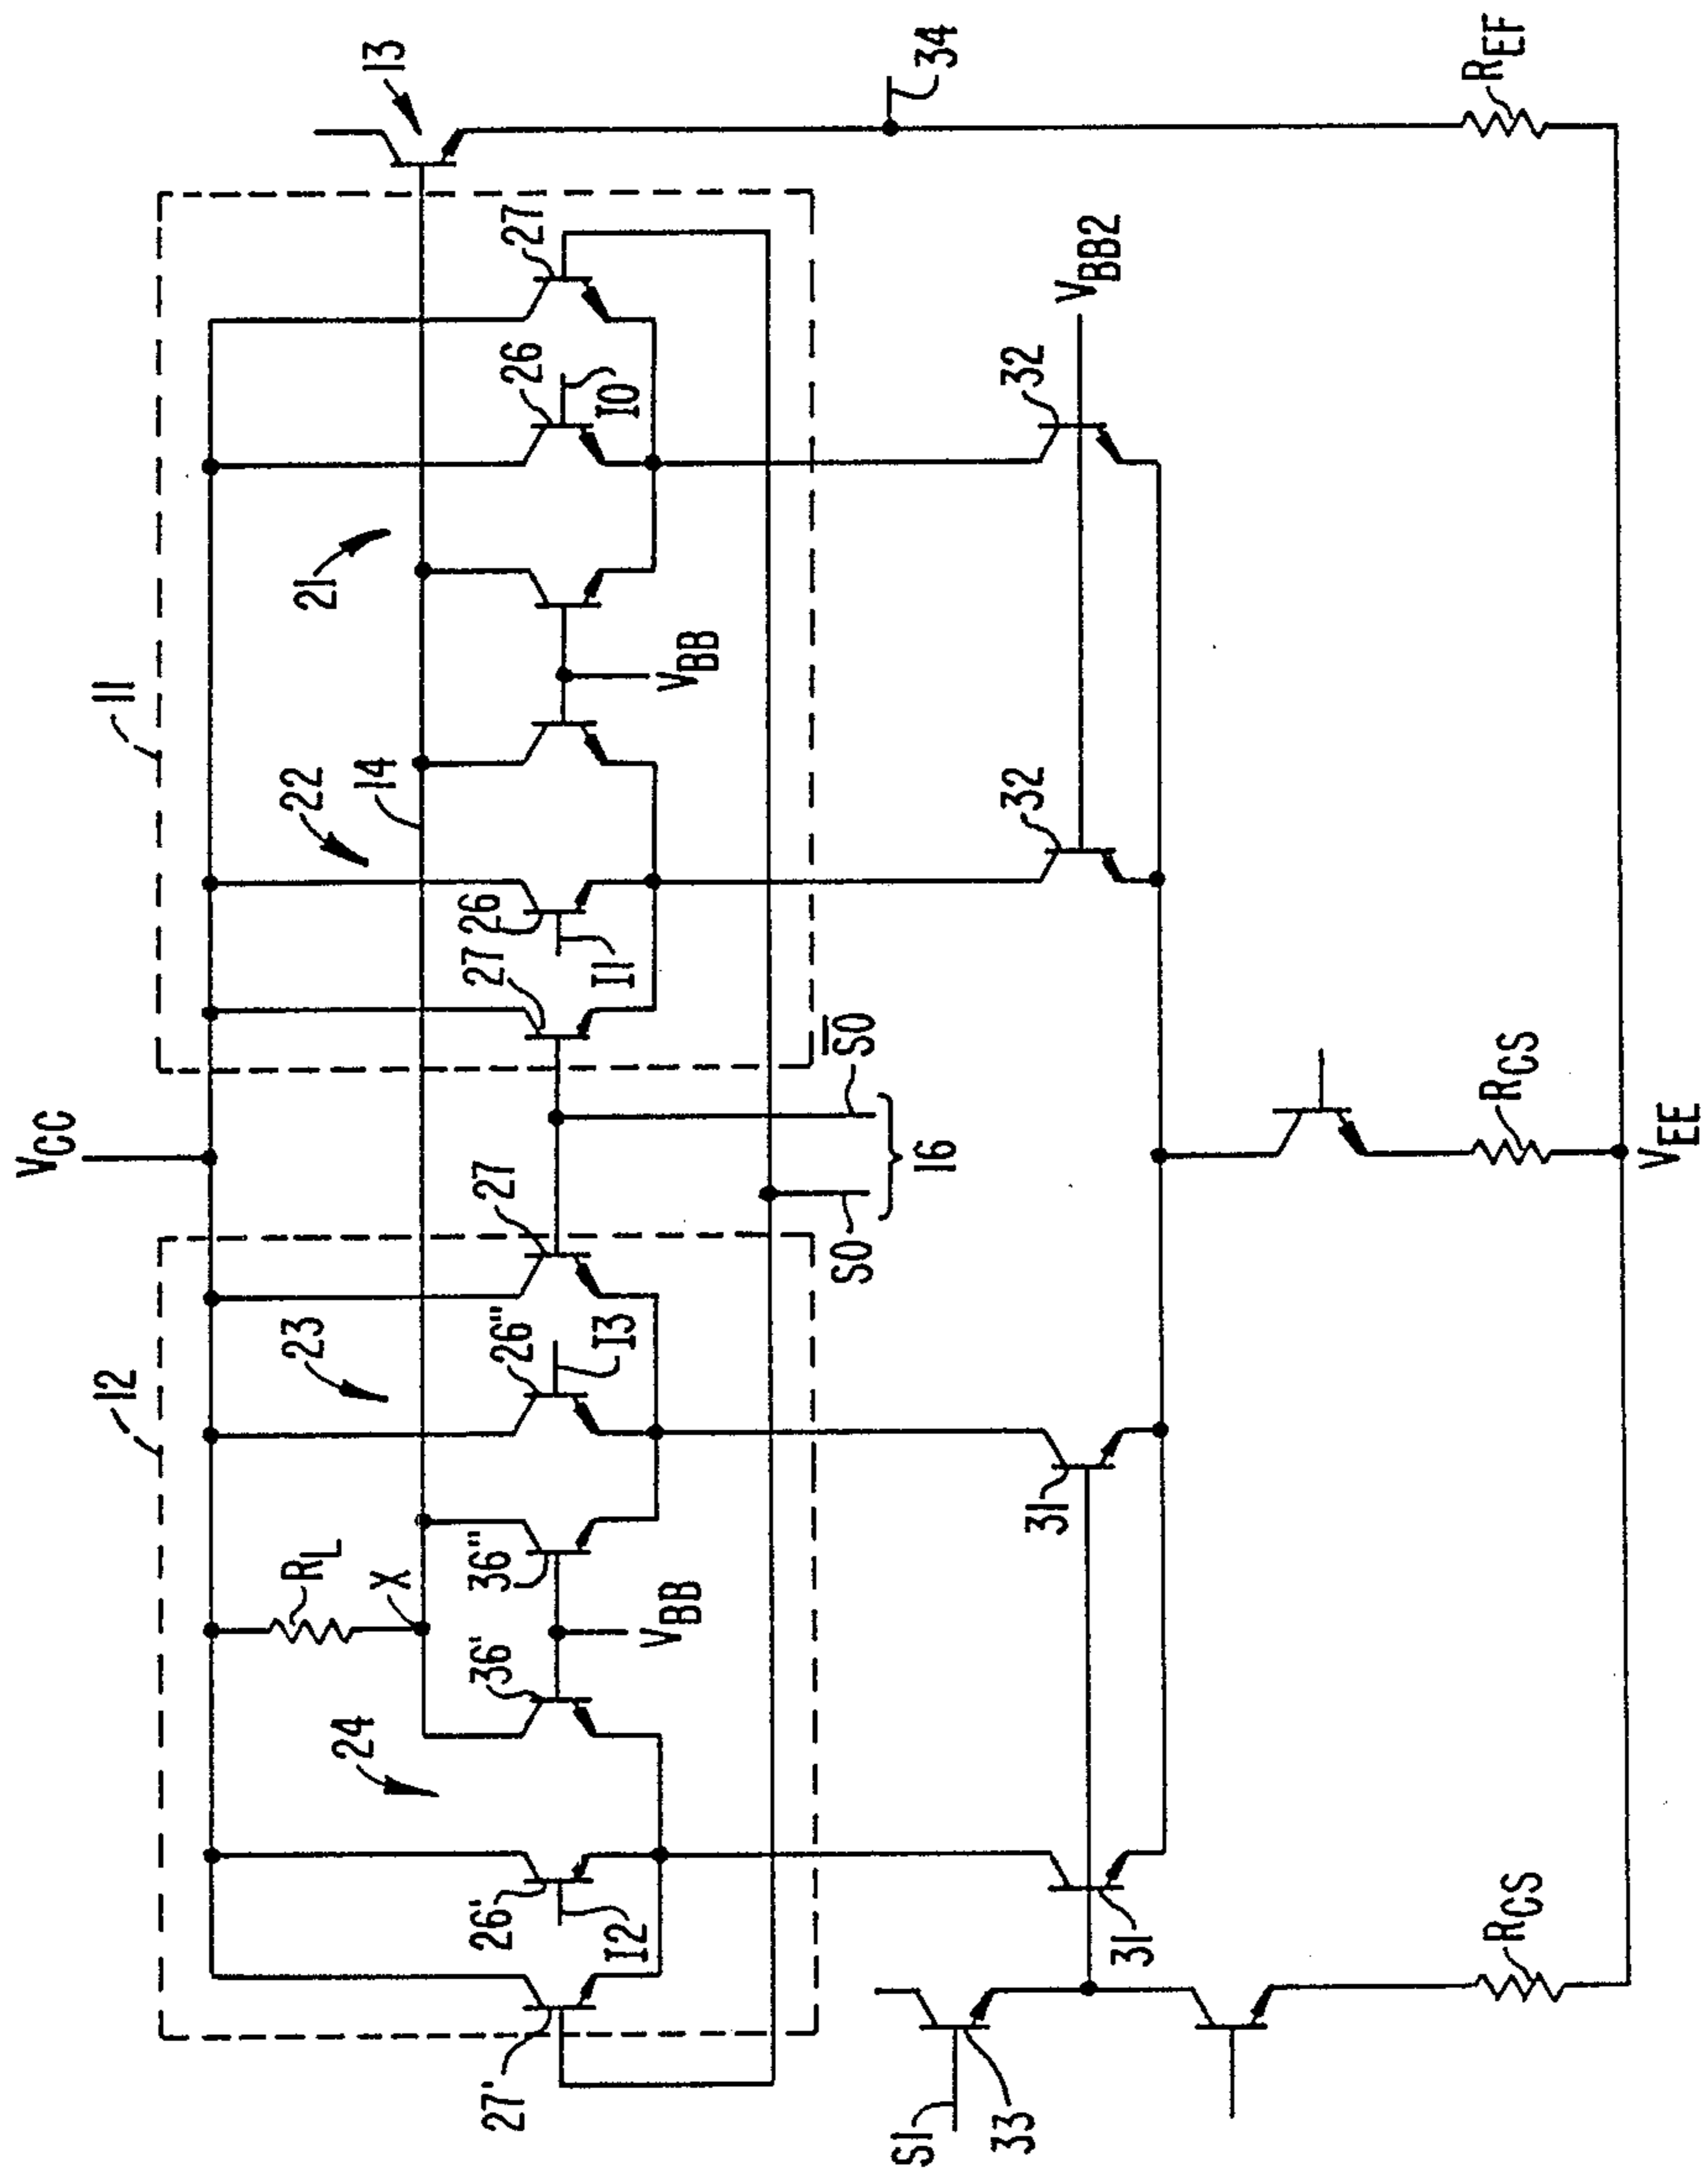 VCC
12
11
RL
23
22
21
24
X
14
13
27'
26'
36'
36"
26"
27
27
26
26
27
I2
I3
I1
I0
VBB
VBB
S0
S̅0̅
16
34
S1
33
31
31
32
32
VBB2
RCS
RCS
REF
VEE